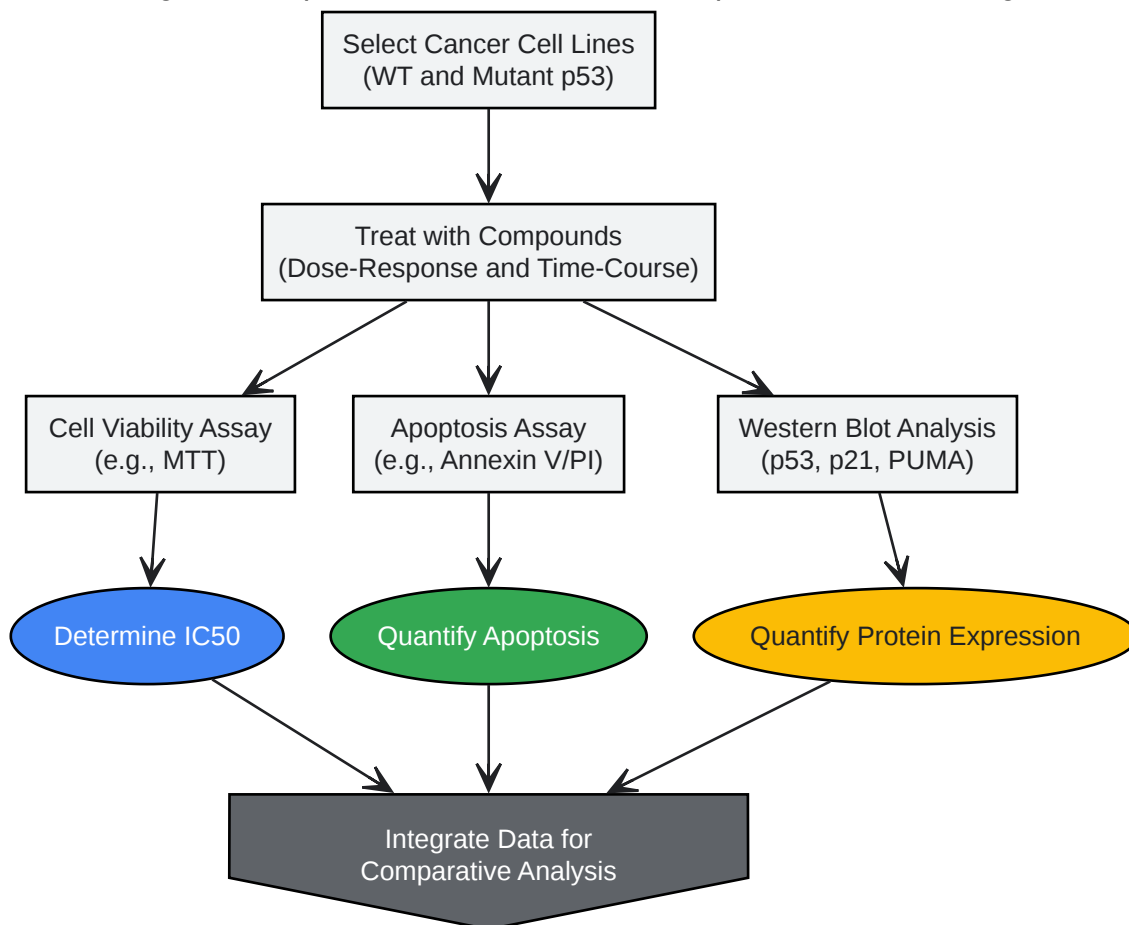 Select Cancer Cell Lines
(WT and Mutant p53)
Treat with Compounds
(Dose-Response and Time-Course)
Cell Viability Assay
(e.g., MTT)
Apoptosis Assay
(e.g., Annexin V/PI)
Western Blot Analysis
(p53, p21, PUMA)
Determine IC50
Quantify Apoptosis
Quantify Protein Expression
Integrate Data for
Comparative Analysis